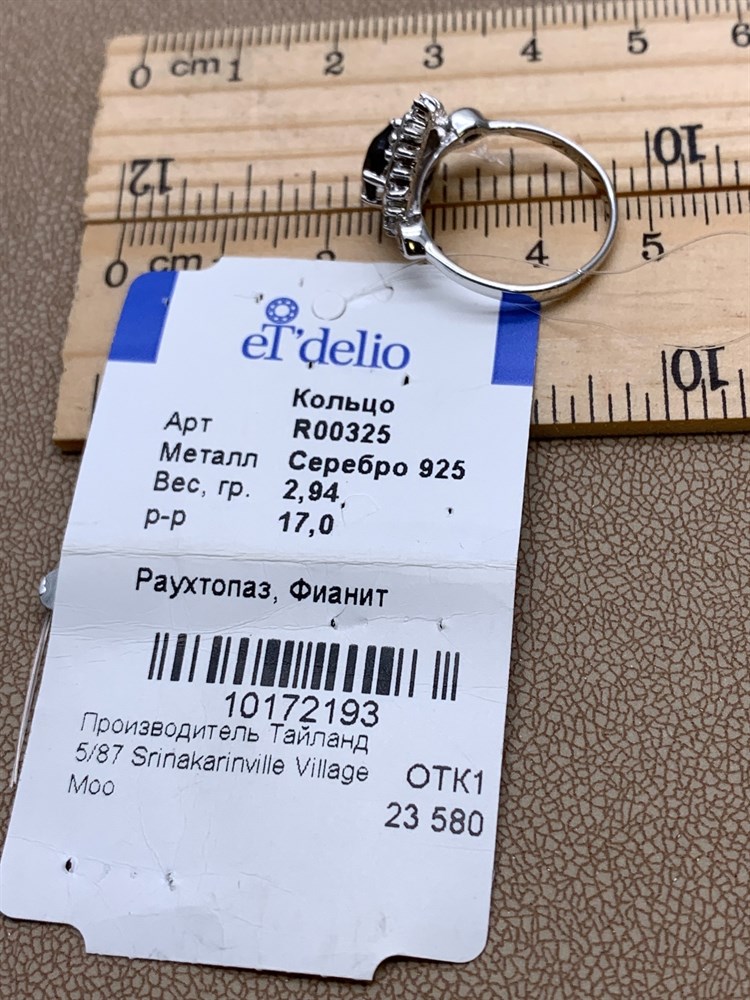 0 cm 1 2 3 4 5 6
12 10
0 cm 4 5
10
eT'delio
Кольцо
Арт R00325
Металл Серебро 925
Вес, гр. 2,94
р-р 17,0
Раухтопаз, Фианит
10172193
Производитель Тайланд
5/87 Srinakarinville Village
Moo
ОТК1
23 580